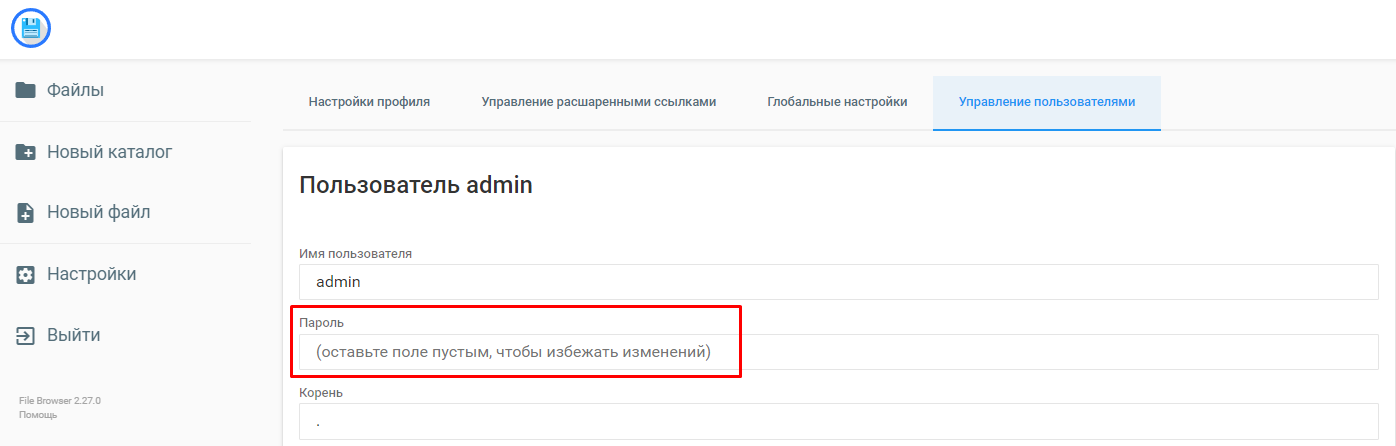 Файлы
Новый каталог
Новый файл
Настройки
Выйти
File Browser 2.27.0
Помощь
Настройки профиля
Управление расшаренными ссылками
Глобальные настройки
Управление пользователями
Пользователь admin
Имя пользователя
admin
Пароль
(оставьте поле пустым, чтобы избежать изменений)
Корень
.